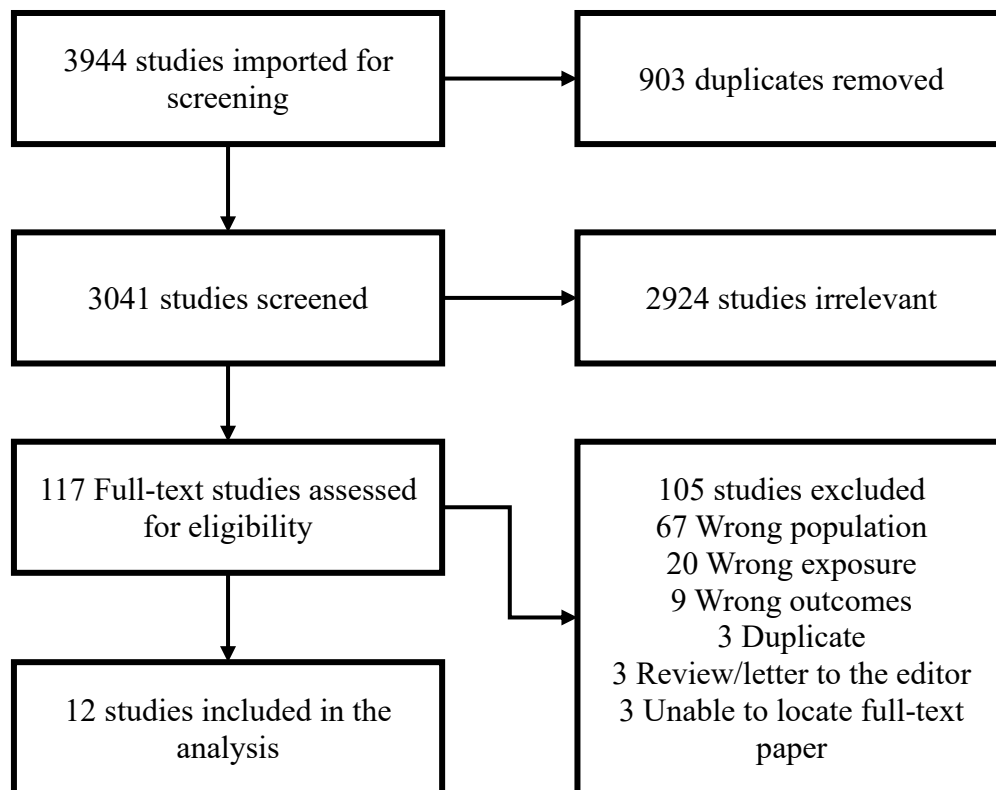 3944 studies imported for
screening
903 duplicates removed
3041 studies screened
2924 studies irrelevant
117 Full-text studies assessed
for eligibility
105 studies excluded
67 Wrong population
20 Wrong exposure
9 Wrong outcomes
3 Duplicate
3 Review/letter to the editor
3 Unable to locate full-text
paper
12 studies included in the
analysis